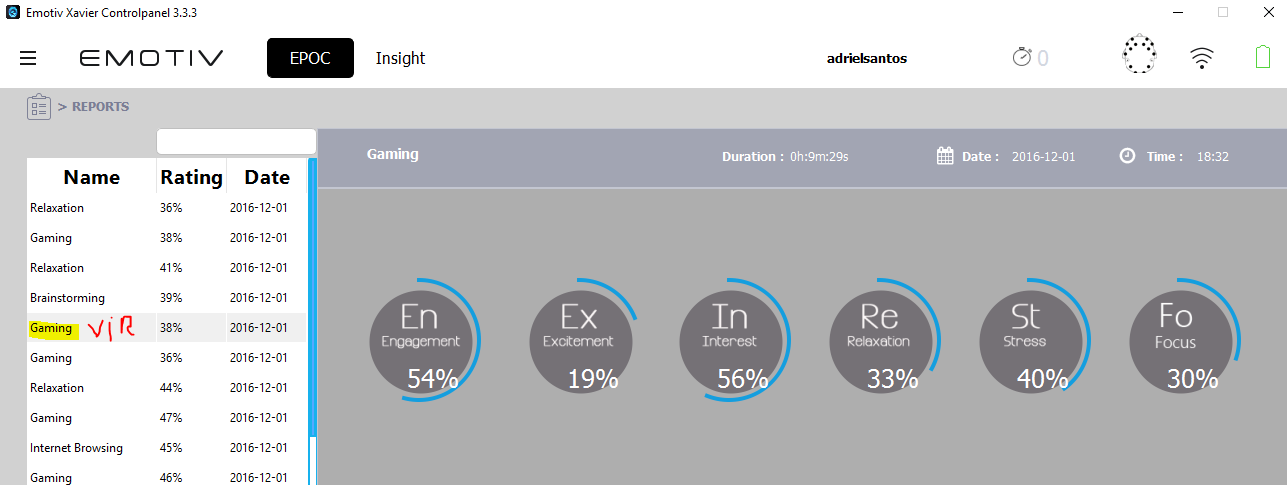 Emotiv Xavier Controlpanel 3.3.3
EMOTIV EPOC Insight adrielsantos 0
> REPORTS
Gaming Duration : 0h:9m:29s Date : 2016-12-01 Time : 18:32
Name Rating Date
Relaxation 36% 2016-12-01
Gaming 38% 2016-12-01
Relaxation 41% 2016-12-01
Brainstorming 39% 2016-12-01
Gaming VjR 38% 2016-12-01
Gaming 36% 2016-12-01
Relaxation 44% 2016-12-01
Gaming 47% 2016-12-01
Internet Browsing 45% 2016-12-01
Gaming 46% 2016-12-01
En Ex In Re St Fo
Engagement Excitement Interest Relaxation Stress Focus
54% 19% 56% 33% 40% 30%